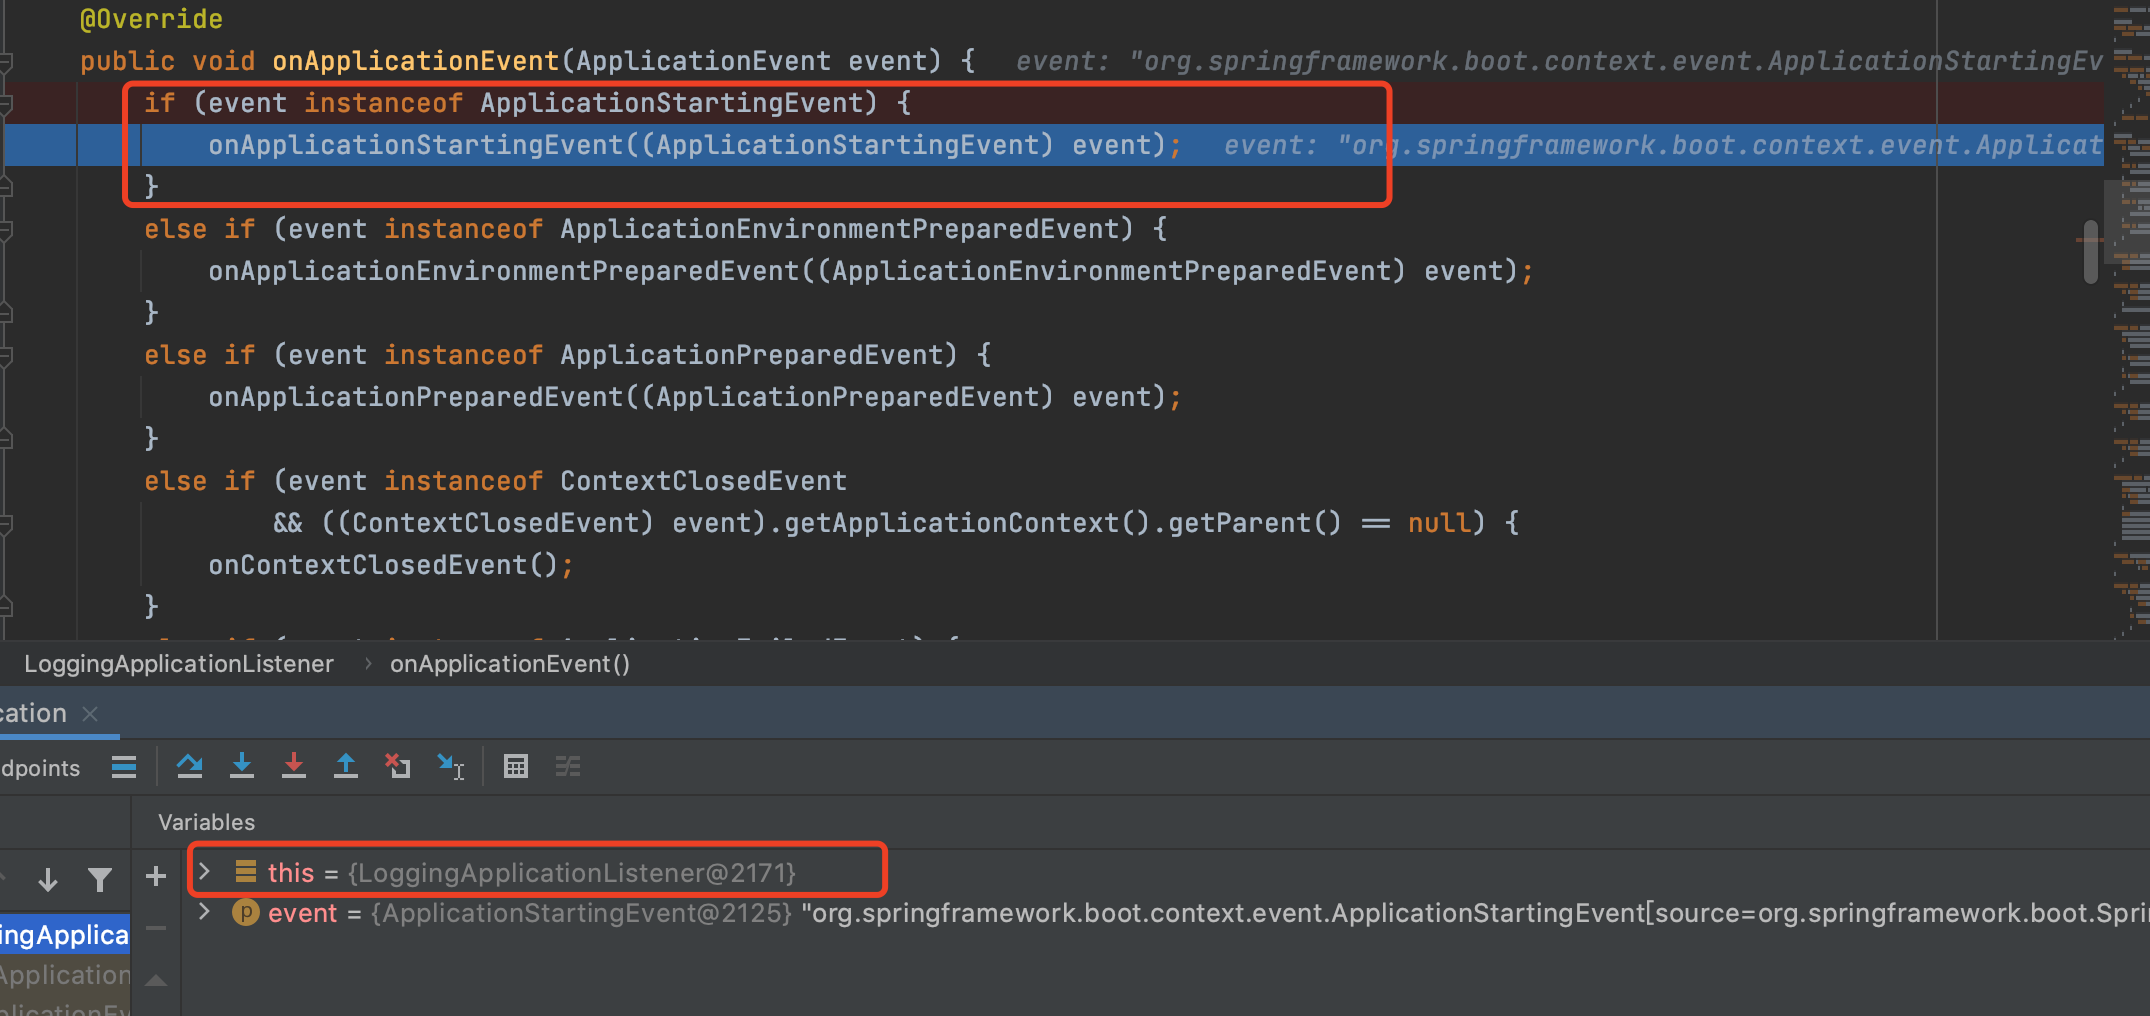 @Override
public void onApplicationEvent(ApplicationEvent event) {   event: "org.springframework.boot.context.event.ApplicationStartingEv
if (event instanceof ApplicationStartingEvent) {
onApplicationStartingEvent((ApplicationStartingEvent) event);   event: "org.springframework.boot.context.event.Applicat
}
else if (event instanceof ApplicationEnvironmentPreparedEvent) {
onApplicationEnvironmentPreparedEvent((ApplicationEnvironmentPreparedEvent) event);
}
else if (event instanceof ApplicationPreparedEvent) {
onApplicationPreparedEvent((ApplicationPreparedEvent) event);
}
else if (event instanceof ContextClosedEvent
&& ((ContextClosedEvent) event).getApplicationContext().getParent() == null) {
onContextClosedEvent();
}
LoggingApplicationListener › onApplicationEvent()
cation
dpoints
Variables
this = {LoggingApplicationListener@2171}
event = {ApplicationStartingEvent@2125} "org.springframework.boot.context.event.ApplicationStartingEvent[source=org.springframework.boot.Sprin
ingApplica
Application